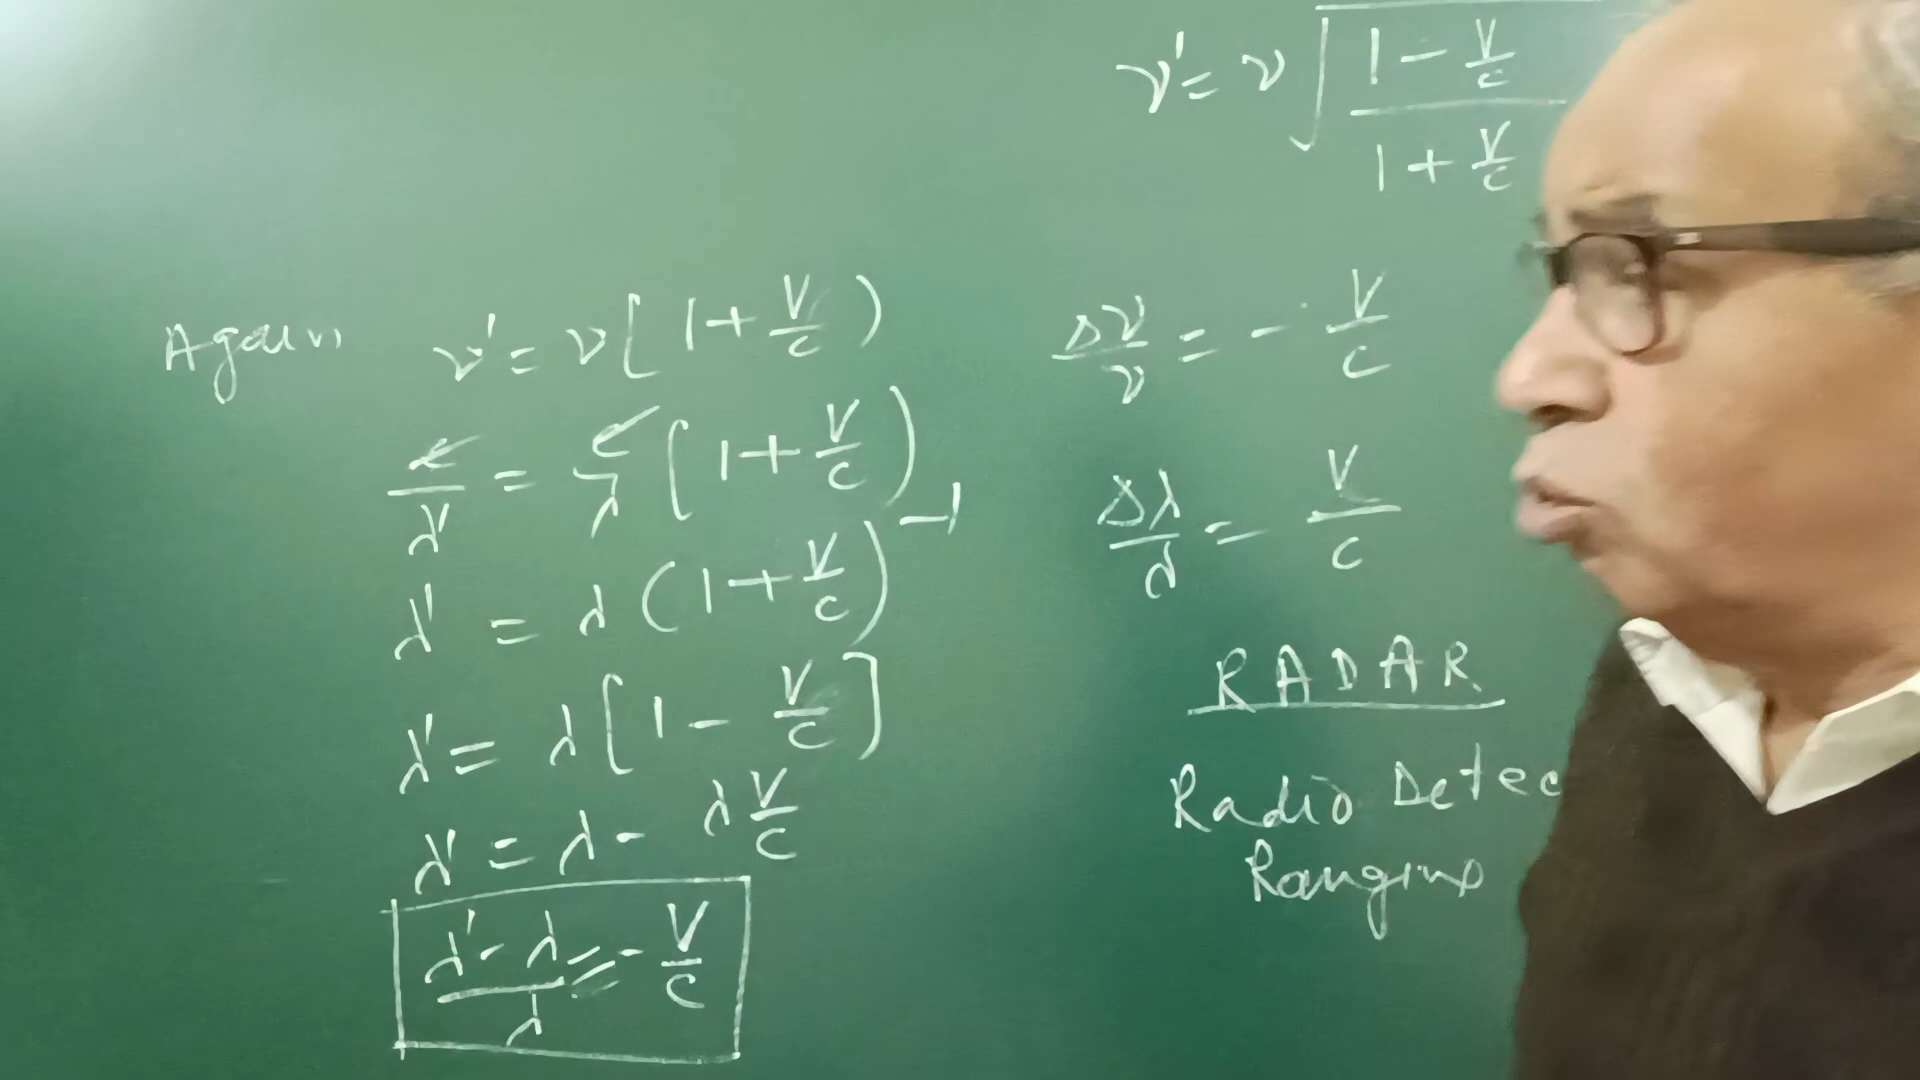 Again ν' = ν[1 + V/c)
c/λ' = c/λ [1 + V/c)
λ' = λ (1 + V/c)^-1
λ' = λ [1 - V/c]
λ' = λ - λ V/c
(λ' - λ)/λ = - V/c
ν' = ν √((1 - V/c)/(1 + V/c))
Δν/ν = - V/c
Δλ/λ = V/c
RADAR
Radio Detec
Ranging